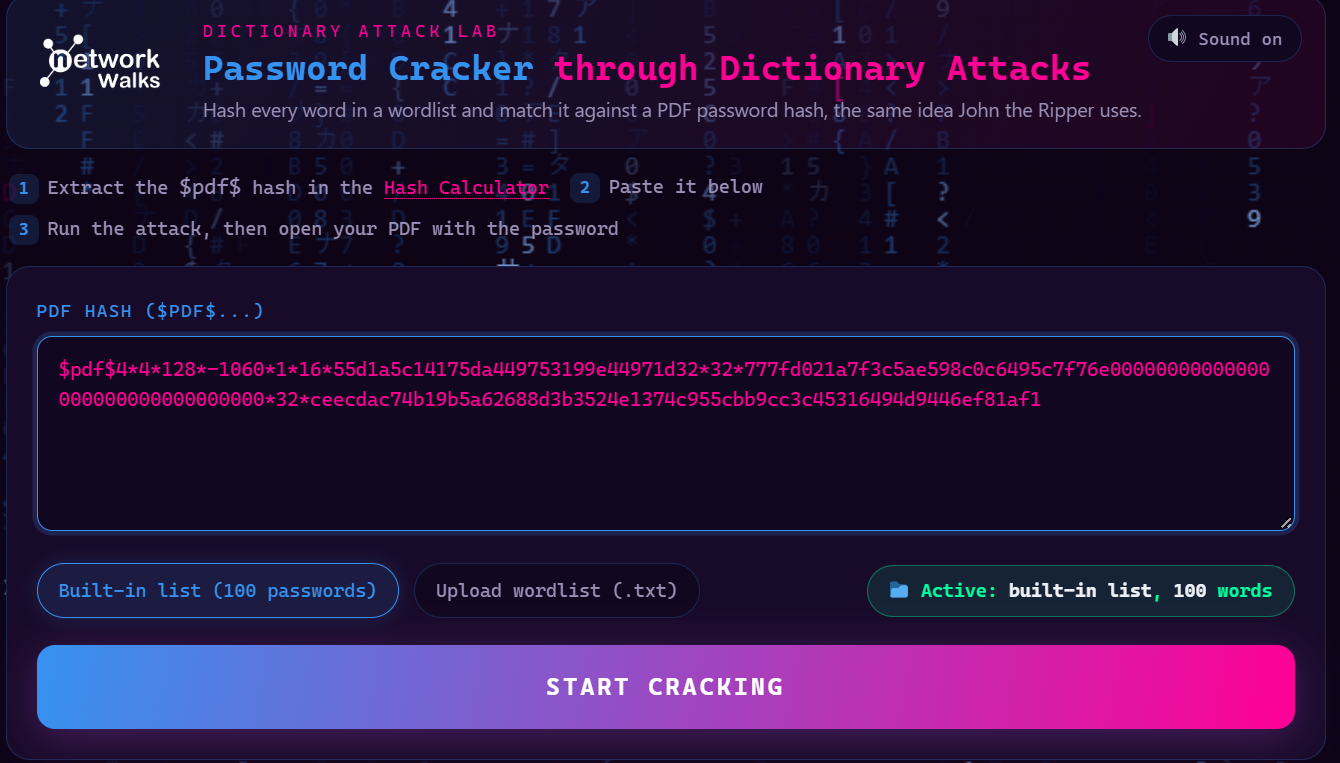 DICTIONARY ATTACK LAB
network
Walks
Password Cracker through Dictionary Attacks
Sound on
Hash every word in a wordlist and match it against a PDF password hash, the same idea John the Ripper uses.
1 Extract the $pdf$ hash in the Hash Calculator 2 Paste it below
3 Run the attack, then open your PDF with the password
PDF HASH ($PDF$...)
$pdf$4*4*128*-1060*1*16*55d1a5c14175da449753199e44971d32*32*777fd021a7f3c5ae598c0c6495c7f76e00000000000000
000000000000000000*32*ceecdac74b19b5a62688d3b3524e1374c955cbb9cc3c45316494d9446ef81af1
Built-in list (100 passwords)
Upload wordlist (.txt)
Active: built-in list, 100 words
START CRACKING